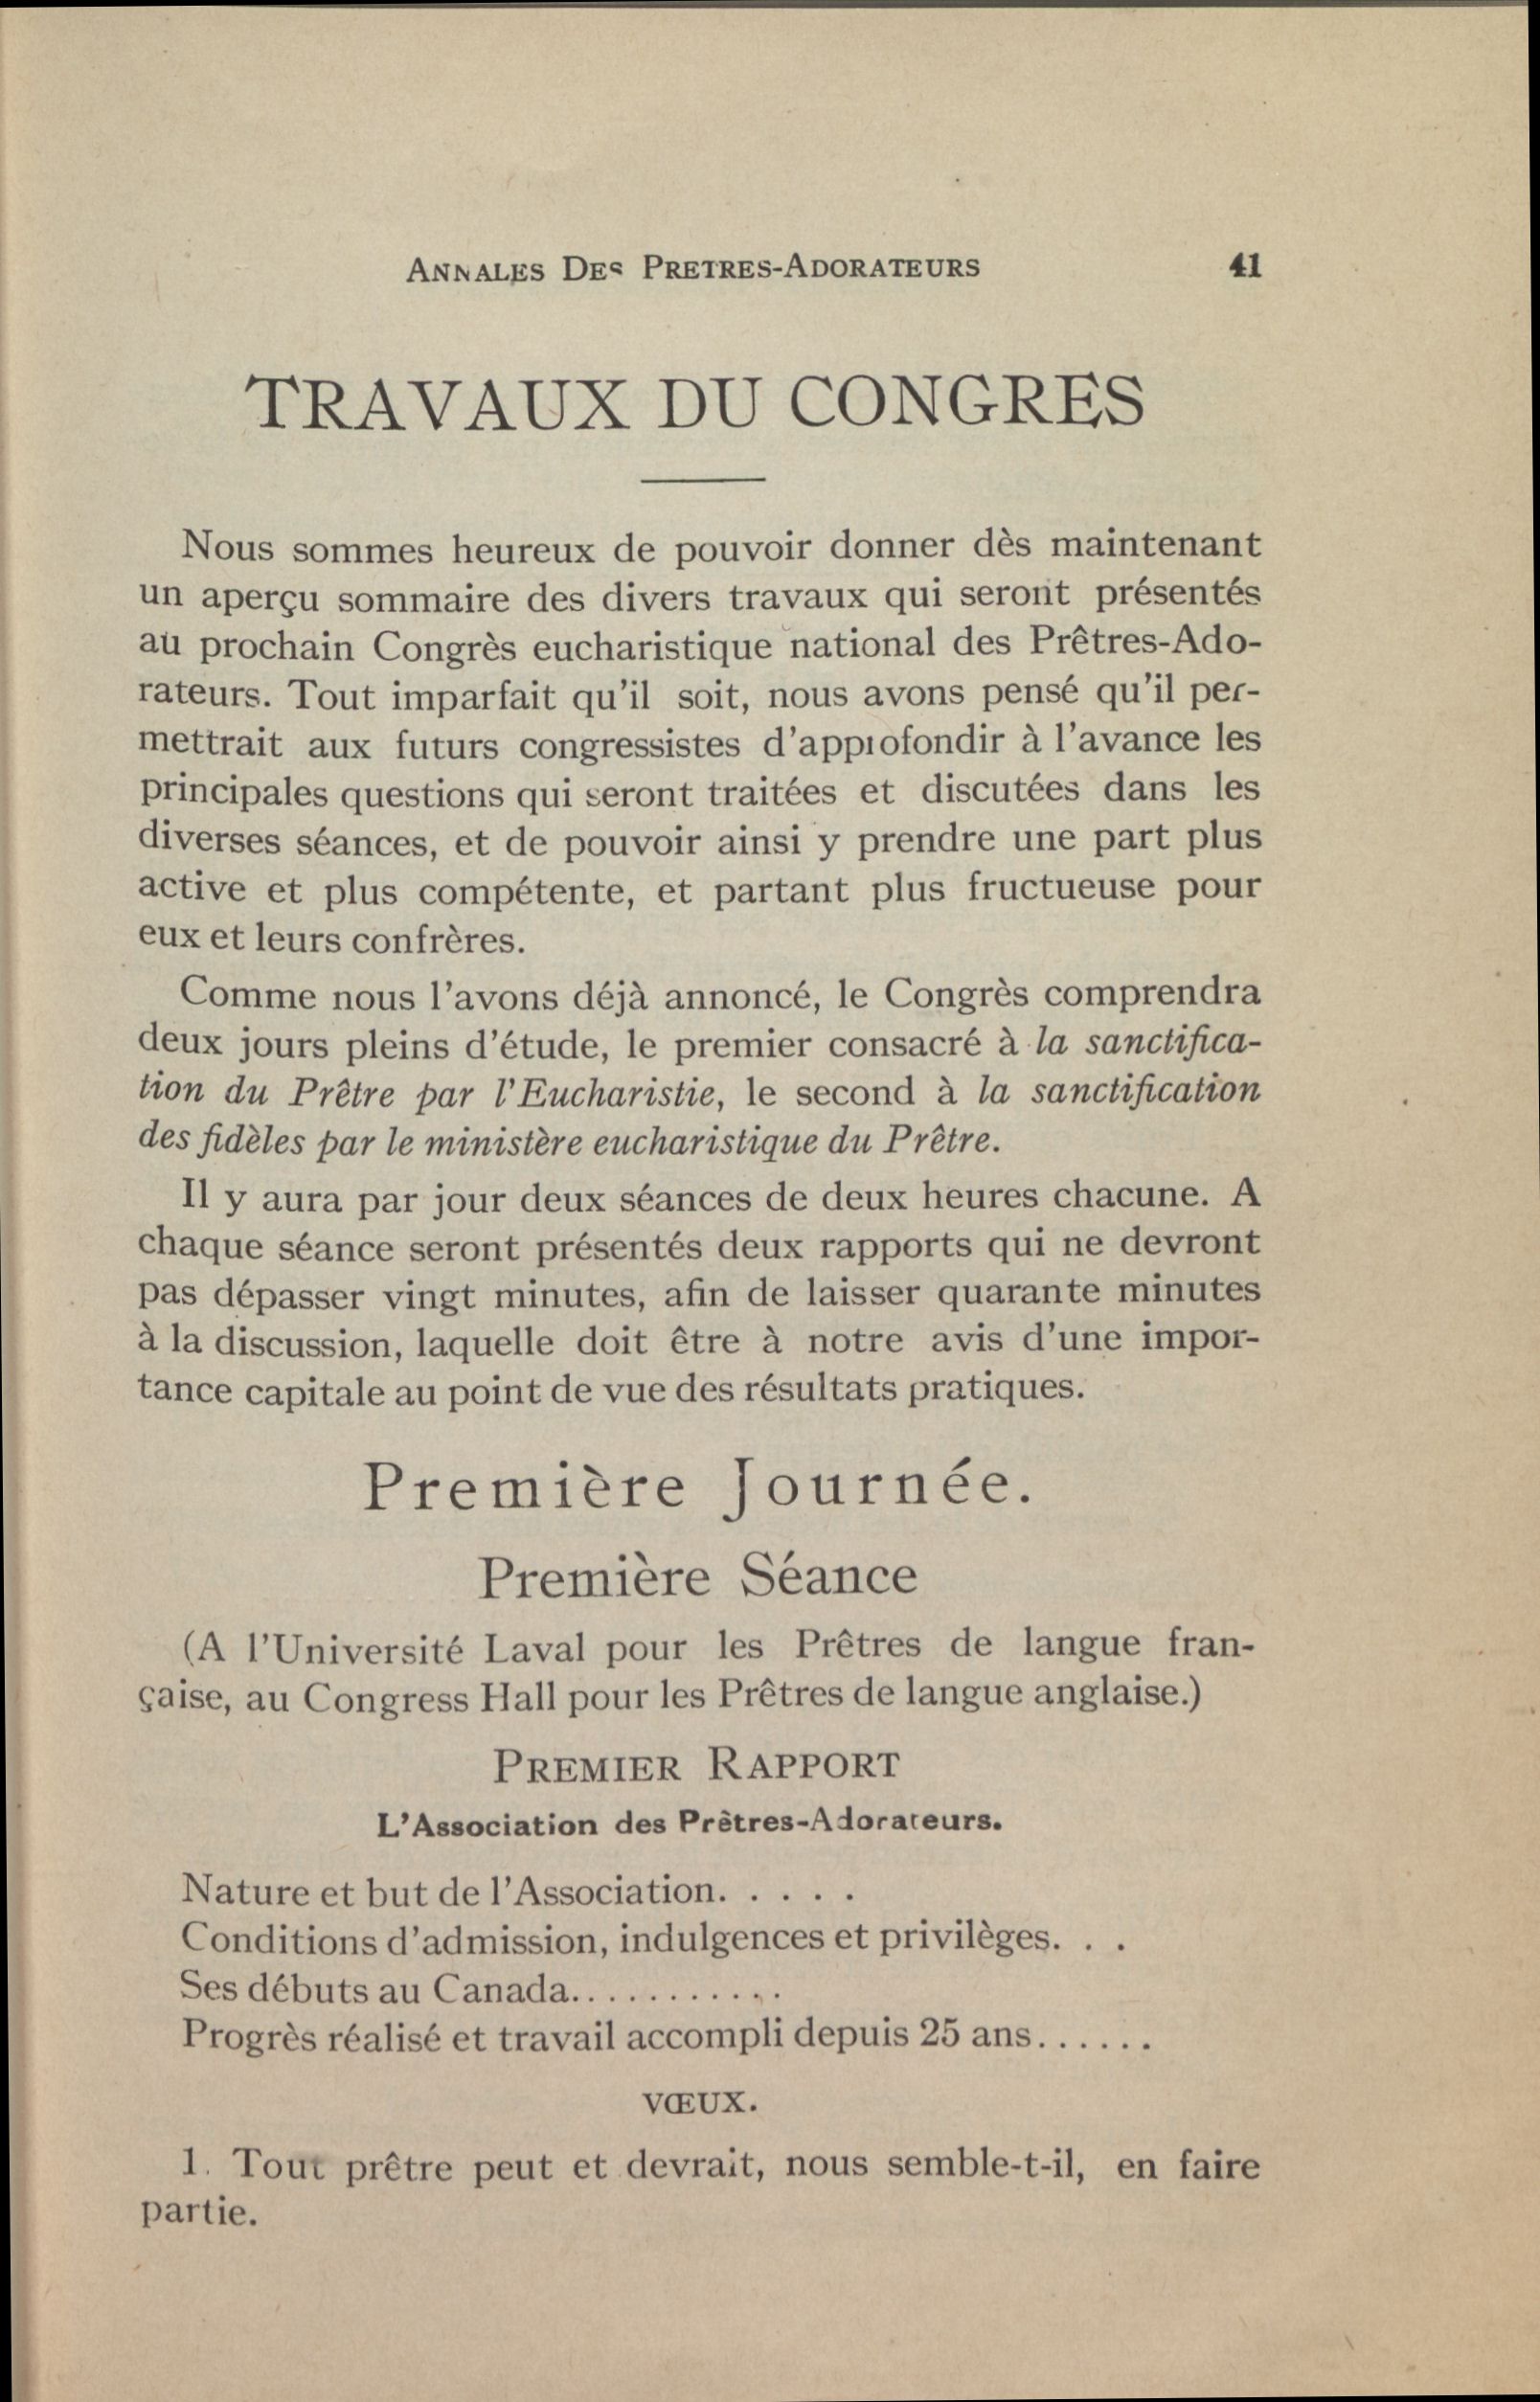 ANNALES DES PRETRES-ADORATEURS 41
TRAVAUX DU CONGRES
Nous sommes heureux de pouvoir donner dès maintenant
un aperçu sommaire des divers travaux qui seront présentés
au prochain Congrès eucharistique national des Prêtres-Ado-
rateurs. Tout imparfait qu'il soit, nous avons pensé qu'il per-
mettrait aux futurs congressistes d'approfondir à l'avance les
principales questions qui seront traitées et discutées dans les
diverses séances, et de pouvoir ainsi y prendre une part plus
active et plus compétente, et partant plus fructueuse pour
eux et leurs confrères.
Comme nous l'avons déjà annoncé, le Congrès comprendra
deux jours pleins d'étude, le premier consacré à la sanctifica-
tion du Prêtre par l'Eucharistie, le second à la sanctification
des fidèles par le ministère eucharistique du Prêtre.
Il y aura par jour deux séances de deux heures chacune. A
chaque séance seront présentés deux rapports qui ne devront
pas dépasser vingt minutes, afin de laisser quarante minutes
à la discussion, laquelle doit être à notre avis d'une impor-
tance capitale au point de vue des résultats pratiques.
Première Journée.
Première Séance
(A l'Université Laval pour les Prêtres de langue fran-
çaise, au Congress Hall pour les Prêtres de langue anglaise.)
PREMIER RAPPORT
L'Association des Prêtres-Adorateurs.
Nature et but de l'Association. . . . .
Conditions d'admission, indulgences et privilèges. . .
Ses débuts au Canada...........
Progrès réalisé et travail accompli depuis 25 ans......
VŒUX.
1. Tout prêtre peut et devrait, nous semble-t-il, en faire
partie.